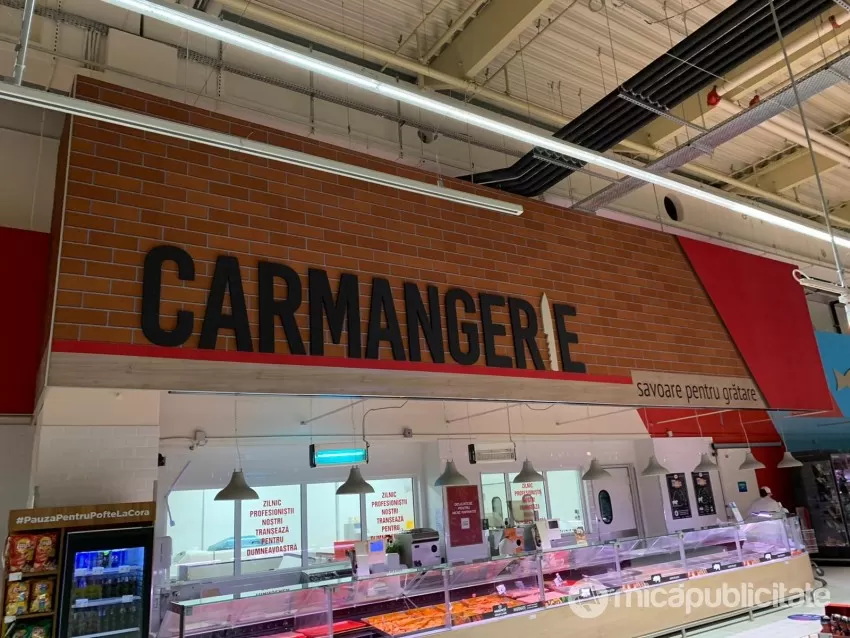 CARMANGERIE
savoare pentru grătare
#PauzaPentruPofteLaCora
ZILNIC
PROFESIONIȘTII
NOȘTRI
TRANȘEAZĂ
PENTRU
DUMNEAVOASTRĂ
ZILNIC
PROFESIONIȘTII
NOȘTRI
TRANȘEAZĂ
PENTRU
micapublicitate